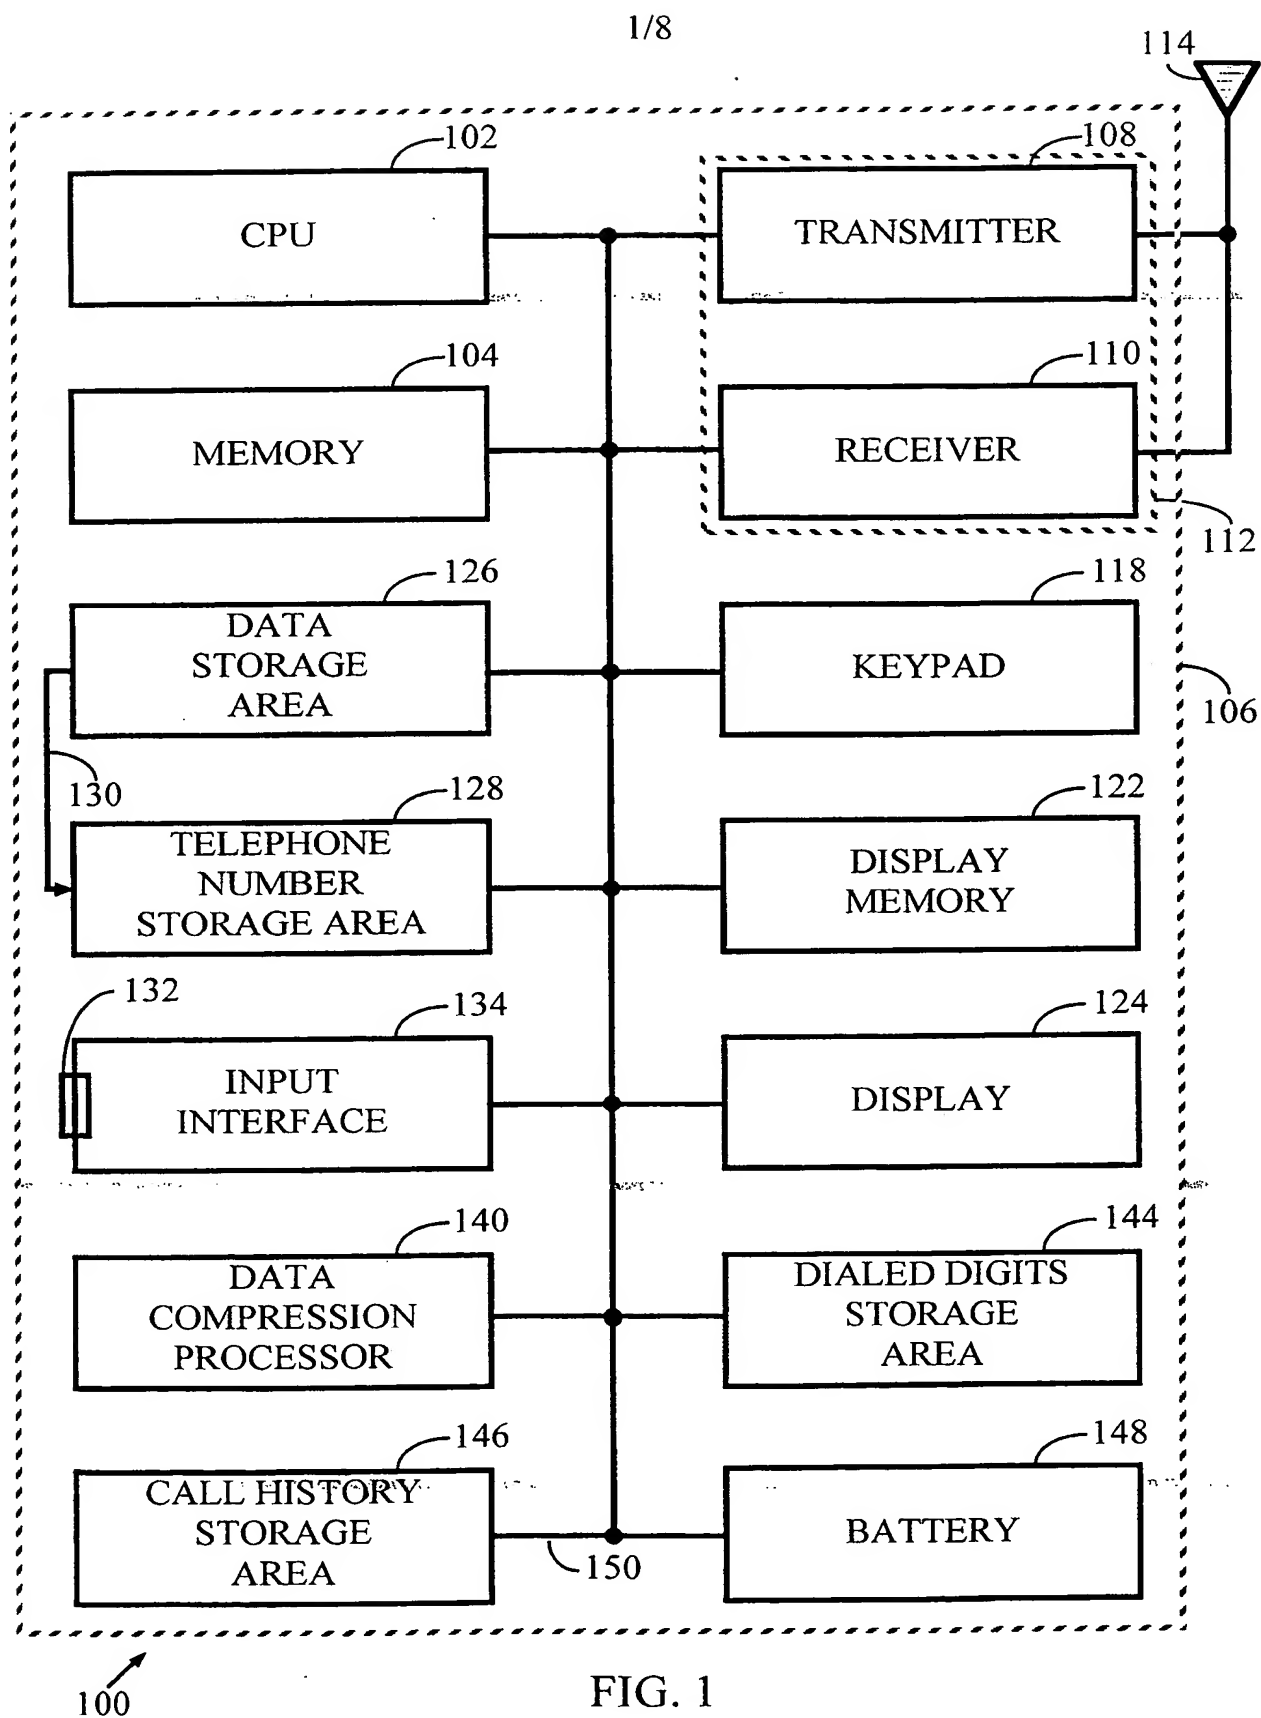 1/8
114
102
108
CPU
TRANSMITTER
104
110
MEMORY
RECEIVER
112
126
118
DATA
STORAGE
AREA
KEYPAD
106
130
128
122
TELEPHONE
NUMBER
STORAGE AREA
DISPLAY
MEMORY
132
134
124
INPUT
INTERFACE
DISPLAY
140
144
DATA
COMPRESSION
PROCESSOR
DIALED DIGITS
STORAGE
AREA
146
148
CALL HISTORY
STORAGE
AREA
BATTERY
150
100
FIG. 1